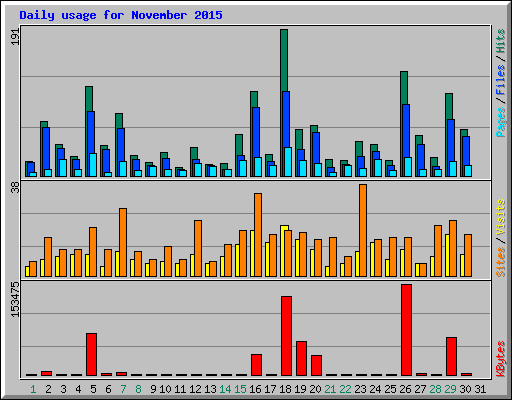 Daily usage for November 2015
191
Pages / Files / Hits
38
Sites / Visits
153475
KBytes
1 2 3 4 5 6 7 8 9 10 11 12 13 14 15 16 17 18 19 20 21 22 23 24 25 26 27 28 29 30 31